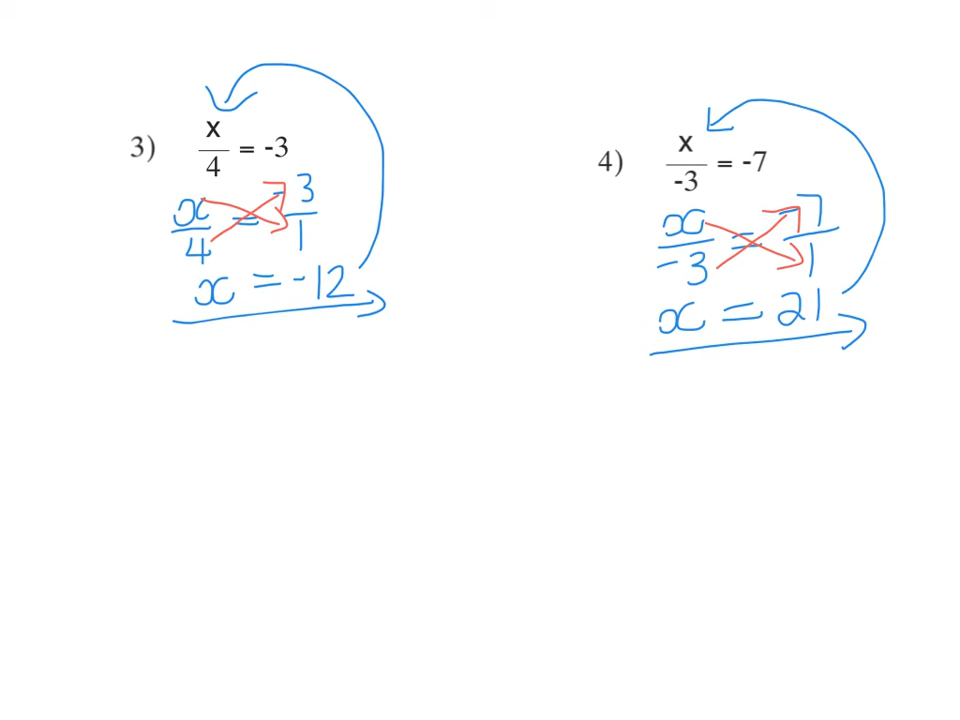 3) x/4 = -3
x/4 = -3/1
x = -12
4) x/-3 = -7
x/-3 = -7/1
x = 21